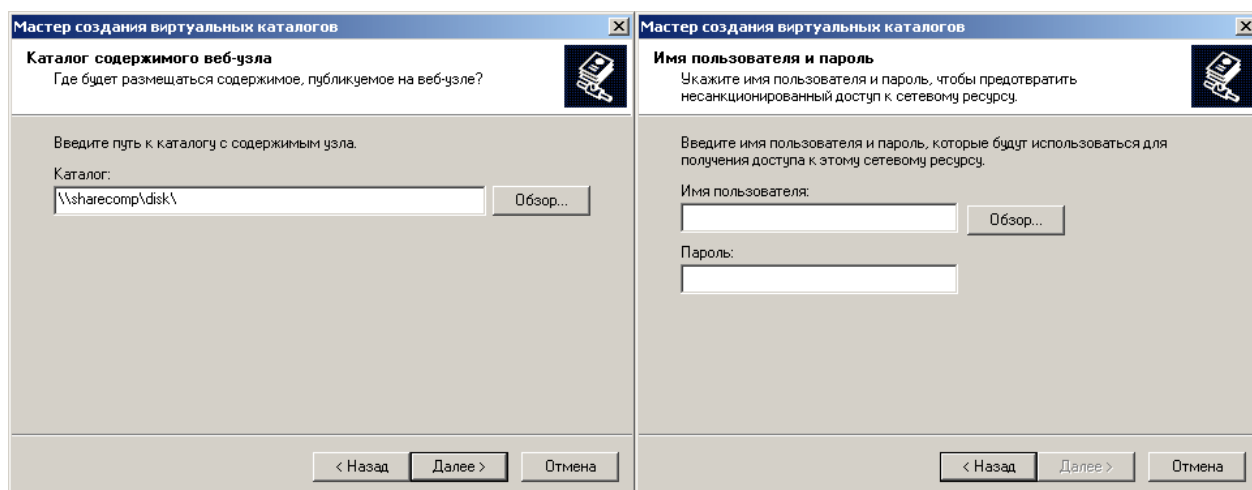 Мастер создания виртуальных каталогов
Каталог содержимого веб-узла
Где будет размещаться содержимое, публикуемое на веб-узле?
Введите путь к каталогу с содержимым узла.
Каталог:
\\sharecomp\disk\
Обзор...
< Назад
Далее >
Отмена
Мастер создания виртуальных каталогов
Имя пользователя и пароль
Укажите имя пользователя и пароль, чтобы предотвратить
несанкционированный доступ к сетевому ресурсу.
Введите имя пользователя и пароль, которые будут использоваться для
получения доступа к этому сетевому ресурсу.
Имя пользователя:
Обзор...
Пароль:
< Назад
Далее >
Отмена